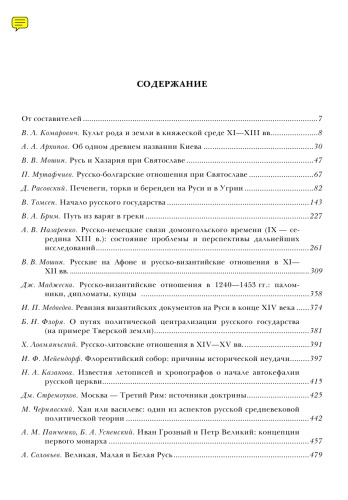 СОДЕРЖАНИЕ
От составителей ..... 7
В. А. Комарович. Культ рода и земли в княжеской среде XI—XIII вв. ..... 8
А. А. Архипов. Об одном древнем названии Киева ..... 30
В. В. Мошин. Русь и Хазария при Святославе ..... 47
П. Мутафчиев. Русско-болгарские отношения при Святославе ..... 67
Д. Расовский. Печенеги, торки и берендеи на Руси и в Угрии ..... 82
В. Томсен. Начало русского государства ..... 143
В. А. Брим. Путь из варяг в греки ..... 227
А. В. Назаренко. Русско-немецкие связи домонгольского времени (IX — се-
редина XIII в.): состояние проблемы и перспективы дальнейших
исследований ..... 261
В. В. Мошин. Русские на Афоне и русско-византийские отношения в XI—
XII вв. ..... 309
Дж. Маджеска. Русско-византийские отношения в 1240—1453 гг.: палом-
ники, дипломаты, купцы ..... 358
И. П. Медведев. Ревизия византийских документов на Руси в конце XIV века ..... 374
Б. Н. Флоря. О путях политической централизации русского государства
(на примере Тверской земли) ..... 381
Х. Ловмяньский. Русско-литовские отношения в XIV—XV вв. ..... 391
И. Ф. Мейендорф. Флорентийский собор: причины исторической неудачи ..... 397
Н. А. Казакова. Известия летописей и хронографов о начале автокефалии
русской церкви ..... 415
Дм. Стремоухов. Москва — Третий Рим: источники доктрины ..... 425
М. Чернявский. Хан или василевс: один из аспектов русской средневековой
политической теории ..... 442
А. М. Панченко, Б. А. Успенский. Иван Грозный и Петр Великий: концепции
первого монарха ..... 457
А. Соловьев. Великая, Малая и Белая Русь ..... 479